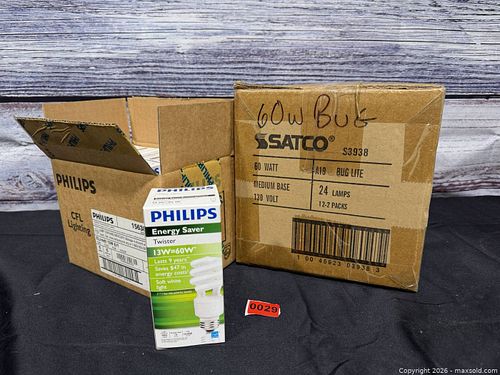 60W BUG
SATCO®
S3938
60 WATT
A19 BUG LITE
MEDIUM BASE
130 VOLT
24 LAMPS
12-2 PACKS
PHILIPS
CFL
Lighting
PHILIPS
PHILIPS
Energy Saver
Twister
13W=60W
Lasts 9 years
Saves $47 in
energy costs
Soft white
light
0029
Copyright 2026 - maxsold.com